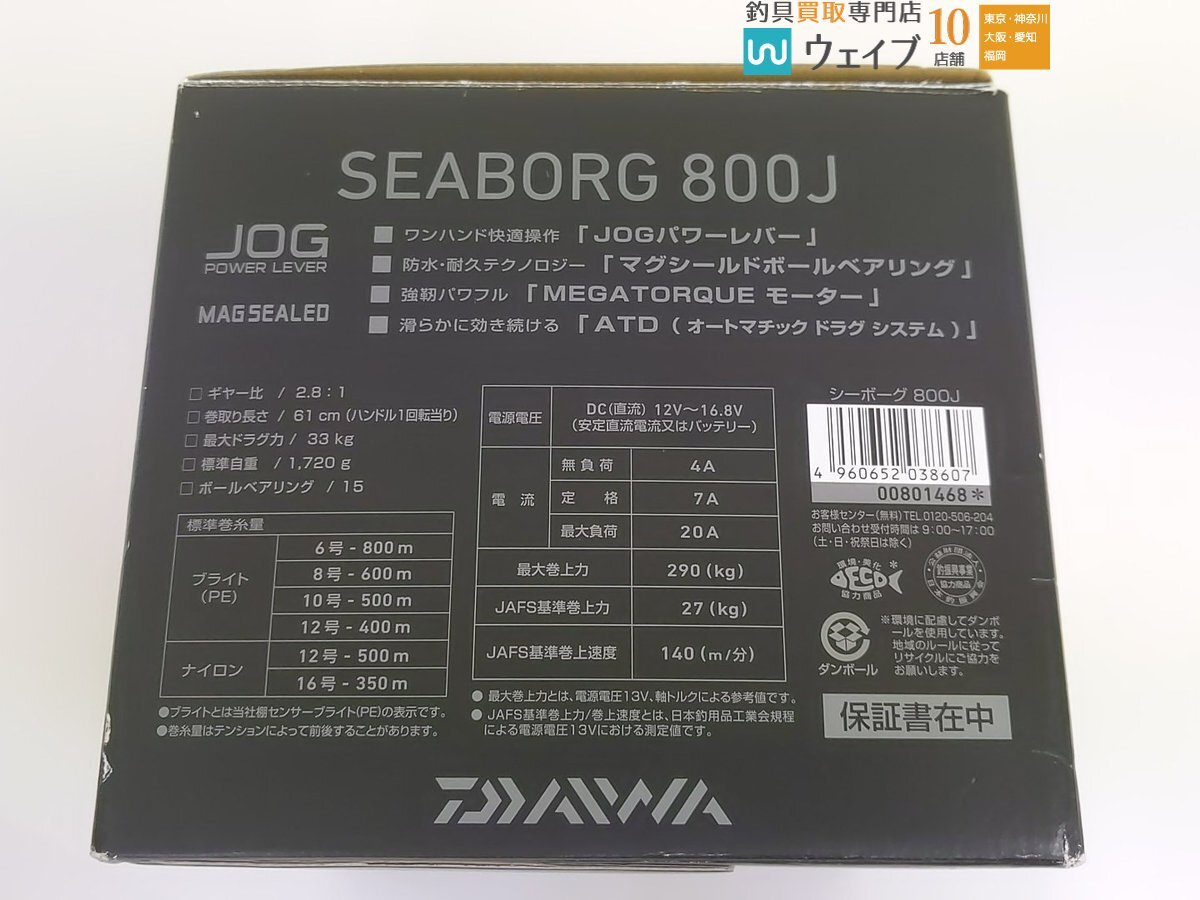 釣具買取専門店
ウェイブ
10
店舗
東京・神奈川
大阪・愛知
福岡
SEABORG 800J
JOG
POWER LEVER
MAGSEALED
■ ワンハンド快適操作「JOGパワーレバー」
■ 防水・耐久テクノロジー「マグシールドボールベアリング」
■ 強靭パワフル「MEGATORQUE モーター」
■ 滑らかに効き続ける「ATD(オートマチック ドラグ システム)」
□ ギヤー比 / 2.8:1
□ 巻取り長さ / 61 cm (ハンドル1回転当り)
□ 最大ドラグ力 / 33 kg
□ 標準自重 / 1,720 g
□ ボールベアリング / 15
標準巻糸量
ブライト
(PE)
6号-800m
8号-600m
10号-500m
12号-400m
ナイロン
12号-500m
16号-350m
●ブライトとは当社棚センサーブライト(PE)の表示です。
●巻糸量はテンションによって前後することがあります。
電源電圧
DC(直流) 12V〜16.8V
(安定直流電流又はバッテリー)
電流
無負荷 4A
定格 7A
最大負荷 20A
最大巻上力 290(kg)
JAFS基準巻上力 27(kg)
JAFS基準巻上速度 140(m/分)
● 最大巻上力とは、電源電圧13V、軸トルクによる参考値です。
● JAFS基準巻上力/巻上速度とは、日本釣用品工業会規程
による電源電圧13Vにおける測定値です。
シーボーグ 800J
4 960652 038607
00801468*
お客様センター(無料)TEL.0120-506-204
お問い合わせ受付時間は9:00〜17:00
(土・日・祝祭日は除く)
環境・美化
ECO
協力商品
釣振興事業
協力商品
ダンボール
※環境に配慮してダンボ
ールを使用しています。
地域のルールに従って
リサイクルにご協力を
お願いします。
保証書在中
DAIWA